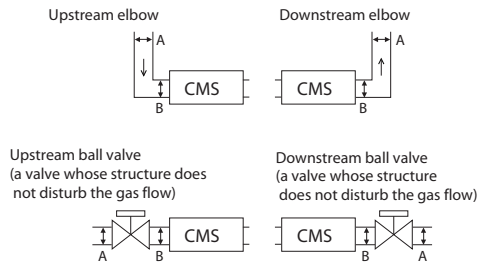 Upstream elbow
Downstream elbow
A
A
CMS
CMS
B
B
Upstream ball valve
(a valve whose structure does
not disturb the gas flow)
Downstream ball valve
(a valve whose structure
does not disturb the gas flow)
CMS
CMS
A
B
B
A